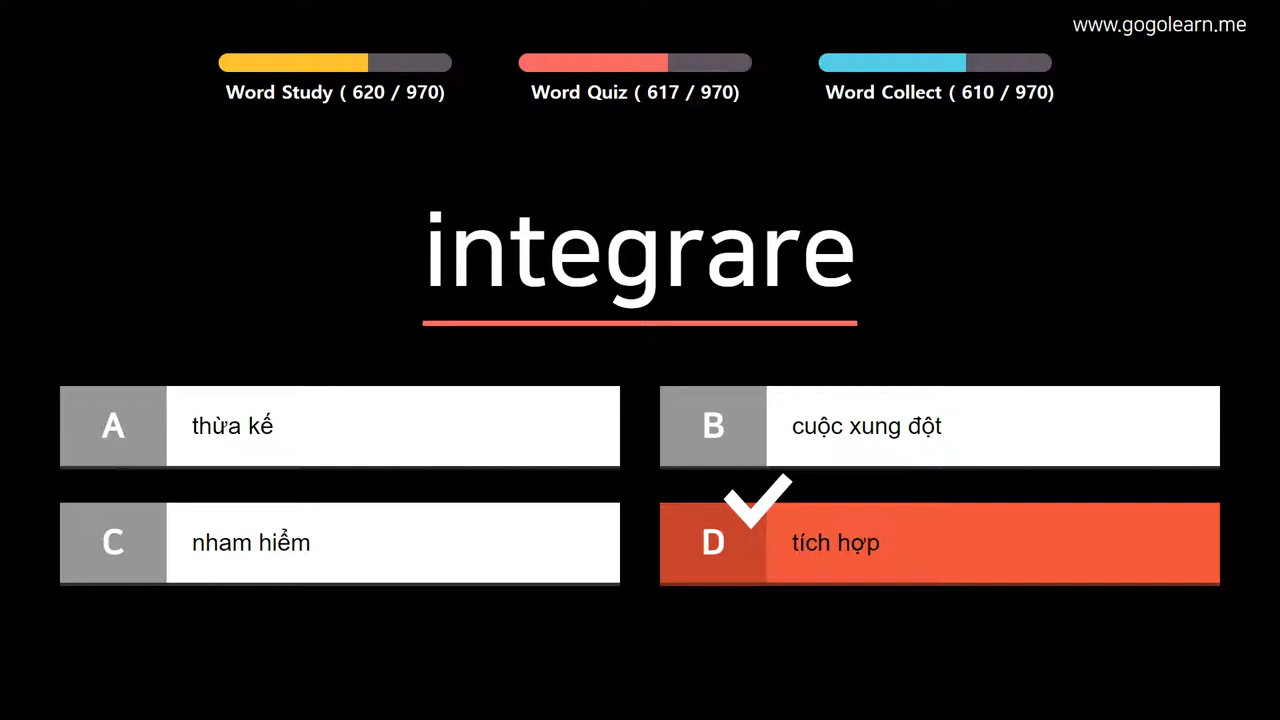 www.gogolearn.me
Word Study ( 620 / 970)
Word Quiz ( 617 / 970)
Word Collect ( 610 / 970)
integrare
A thừa kế
B cuộc xung đột
C nham hiểm
D tích hợp